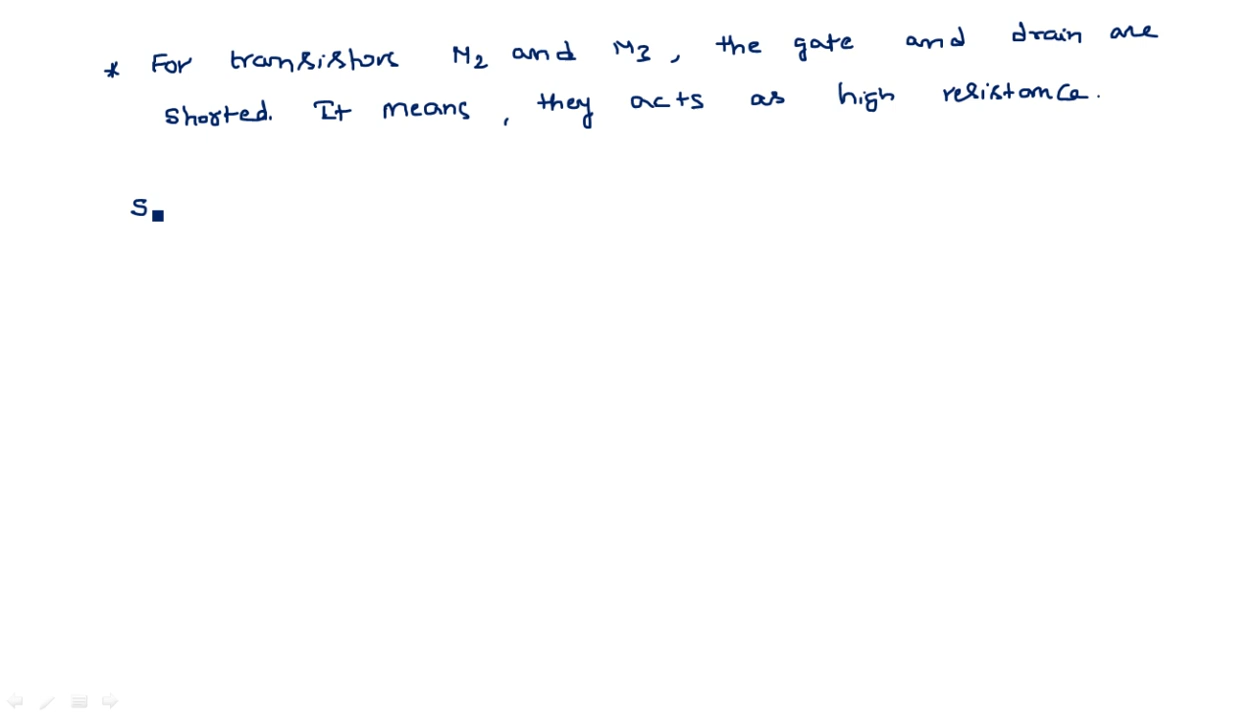 * For transistors M2 and M3, the gate and drain are
shorted. It means, they acts as high resistance.
S